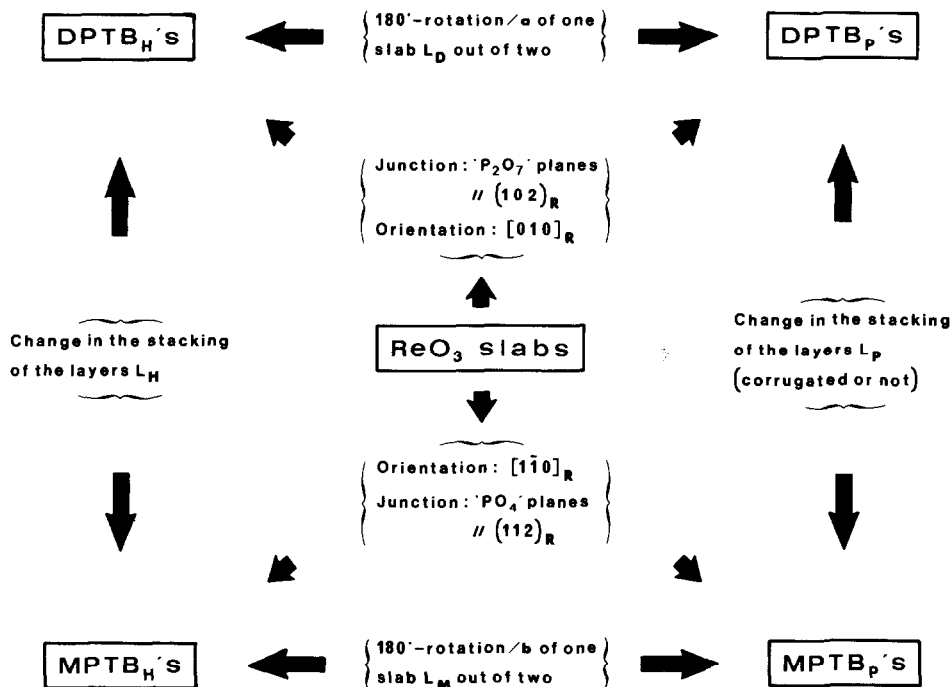 DPTB_H´s
{180°-rotation/a of one
slab L_D out of two}
DPTB_P´s
Junction: ´P₂O₇´ planes
// (102)_R
Orientation: [010]_R
Change in the stacking
of the layers L_H
ReO₃ slabs
Change in the stacking
of the layers L_P
(corrugated or not)
Orientation: [11̄0]_R
Junction: ´PO₄´ planes
// (112)_R
MPTB_H´s
180°-rotation/b of one
slab L_M out of two
MPTB_P´s